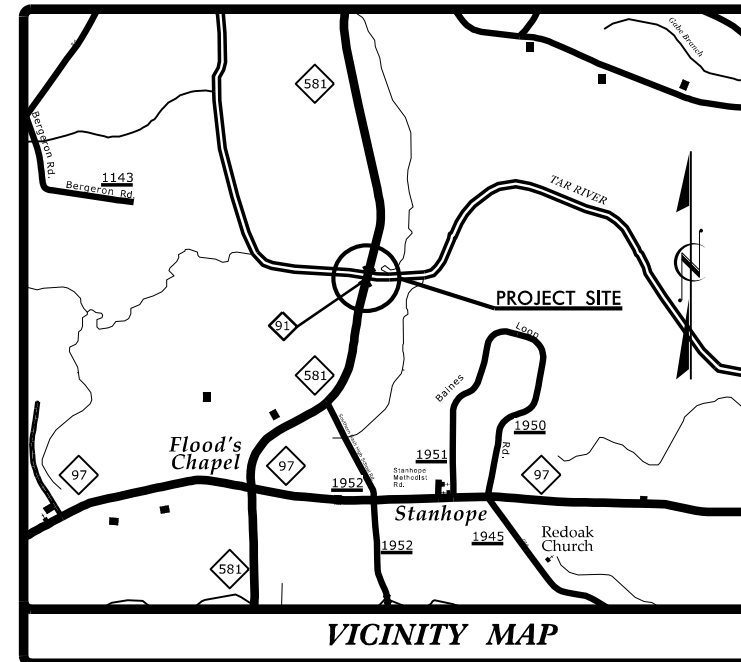 Gabe Branch
581
Bergeron Rd.
1143
Bergeron Rd.
TAR RIVER
PROJECT SITE
91
581
Loop
Baines
1950
Rd.
Flood's
Chapel
97
97
1951
Stanhope
Methodist
Rd.
97
1952
Stanhope
1952
1945
Redoak
Church
581
VICINITY MAP